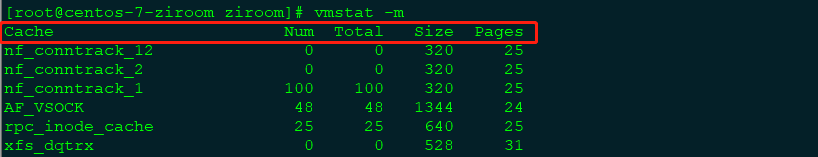 [root@centos-7-ziroom ziroom]# vmstat -m
Cache Num Total Size Pages
nf_conntrack_12 0 0 320 25
nf_conntrack_2 0 0 320 25
nf_conntrack_1 100 100 320 25
AF_VSOCK 48 48 1344 24
rpc_inode_cache 25 25 640 25
xfs_dqtrx 0 0 528 31